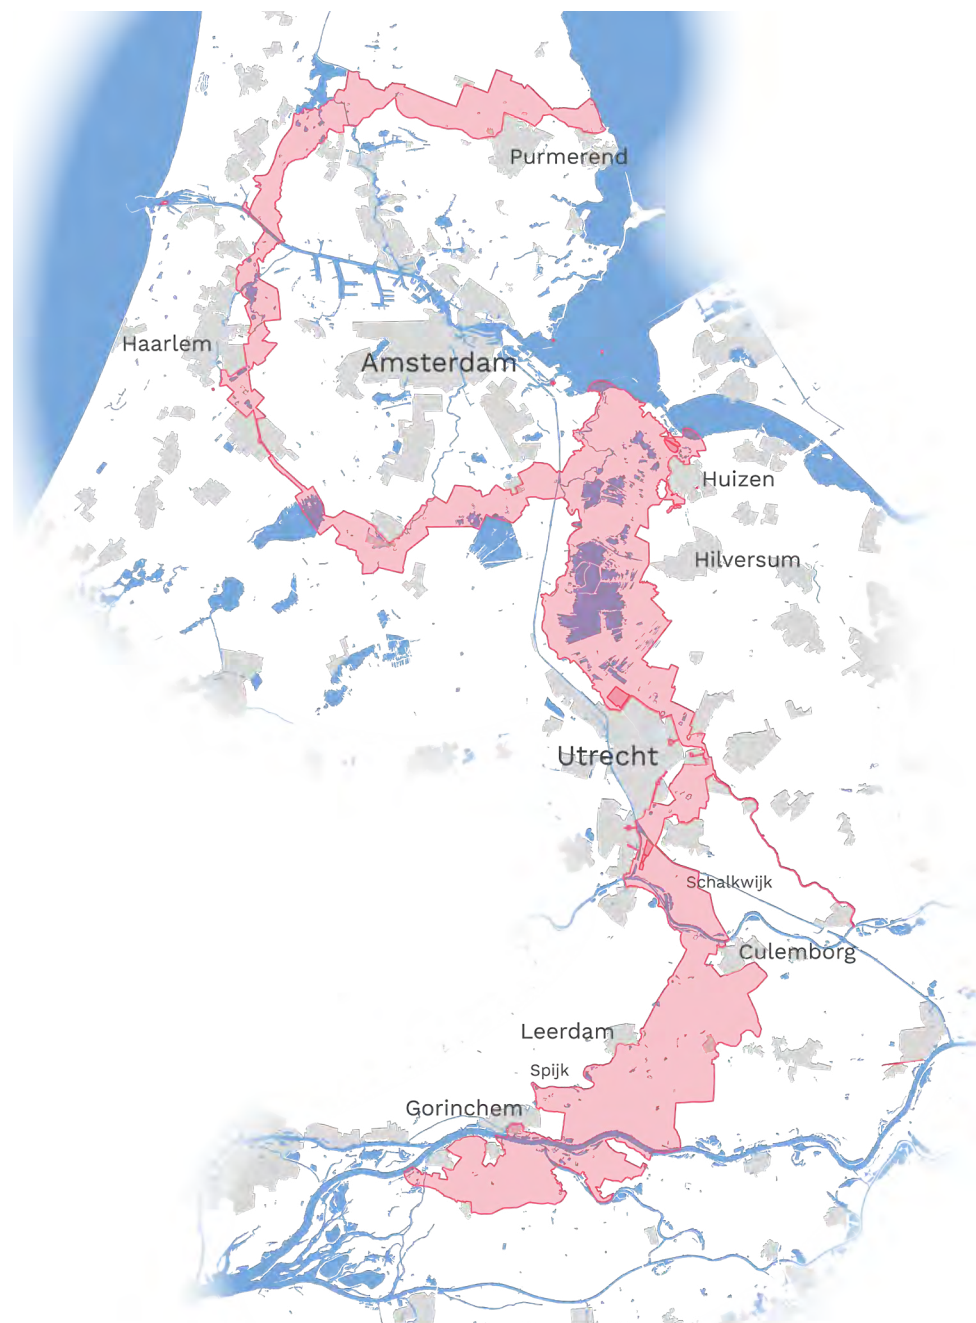 Purmerend
Haarlem
Amsterdam
Huizen
Hilversum
Utrecht
Schalkwijk
Culemborg
Leerdam
Spijk
Gorinchem